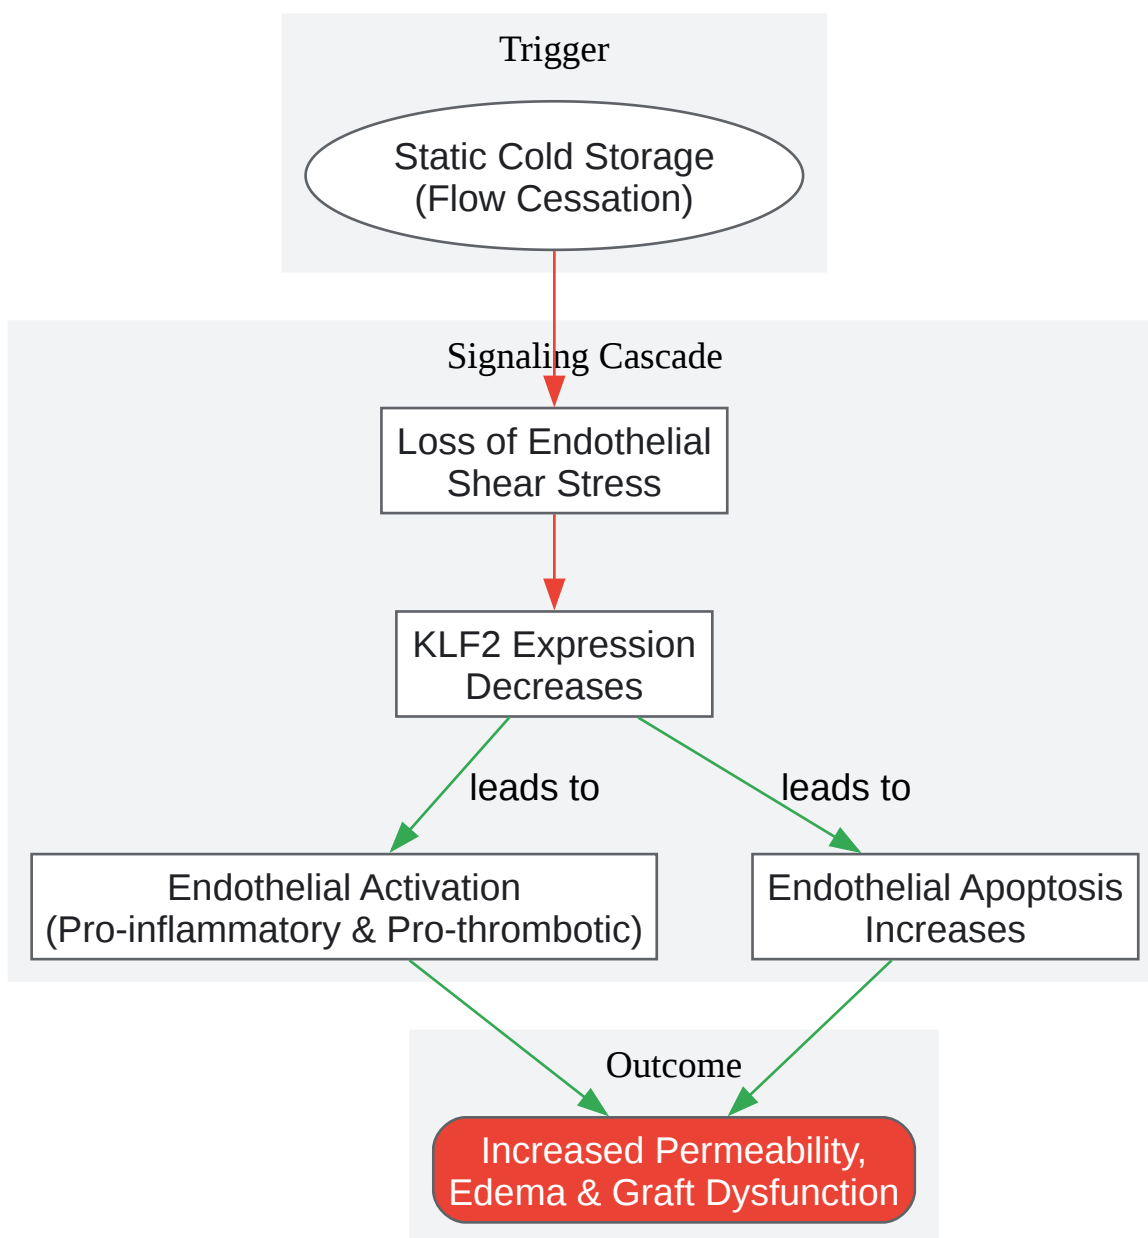 Trigger
Static Cold Storage
(Flow Cessation)
Signaling Cascade
Loss of Endothelial
Shear Stress
KLF2 Expression
Decreases
leads to
leads to
Endothelial Activation
(Pro-inflammatory & Pro-thrombotic)
Endothelial Apoptosis
Increases
Outcome
Increased Permeability,
Edema & Graft Dysfunction